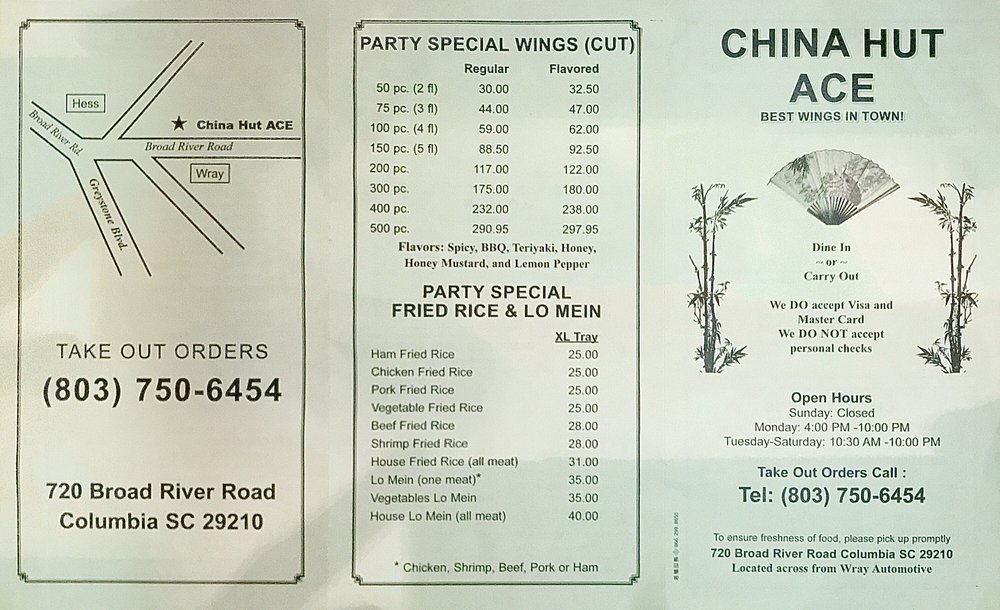 Hess
Broad River Rd.
★ China Hut ACE
Broad River Road
Wray
Greystone Blvd.
TAKE OUT ORDERS
(803) 750-6454
720 Broad River Road
Columbia SC 29210
PARTY SPECIAL WINGS (CUT)
Regular Flavored
50 pc. (2 fl) 30.00 32.50
75 pc. (3 fl) 44.00 47.00
100 pc. (4 fl) 59.00 62.00
150 pc. (5 fl) 88.50 92.50
200 pc. 117.00 122.00
300 pc. 175.00 180.00
400 pc. 232.00 238.00
500 pc. 290.95 297.95
Flavors: Spicy, BBQ, Teriyaki, Honey,
Honey Mustard, and Lemon Pepper
PARTY SPECIAL
FRIED RICE & LO MEIN
XL Tray
Ham Fried Rice 25.00
Chicken Fried Rice 25.00
Pork Fried Rice 25.00
Vegetable Fried Rice 25.00
Beef Fried Rice 28.00
Shrimp Fried Rice 28.00
House Fried Rice (all meat) 31.00
Lo Mein (one meat)* 35.00
Vegetables Lo Mein 35.00
House Lo Mein (all meat) 40.00
* Chicken, Shrimp, Beef, Pork or Ham
CHINA HUT
ACE
BEST WINGS IN TOWN!
Dine In
~ or ~
Carry Out
We DO accept Visa and
Master Card
We DO NOT accept
personal checks
Open Hours
Sunday: Closed
Monday: 4:00 PM -10:00 PM
Tuesday-Saturday: 10:30 AM -10:00 PM
Take Out Orders Call :
Tel: (803) 750-6454
To ensure freshness of food, please pick up promptly
720 Broad River Road Columbia SC 29210
Located across from Wray Automotive